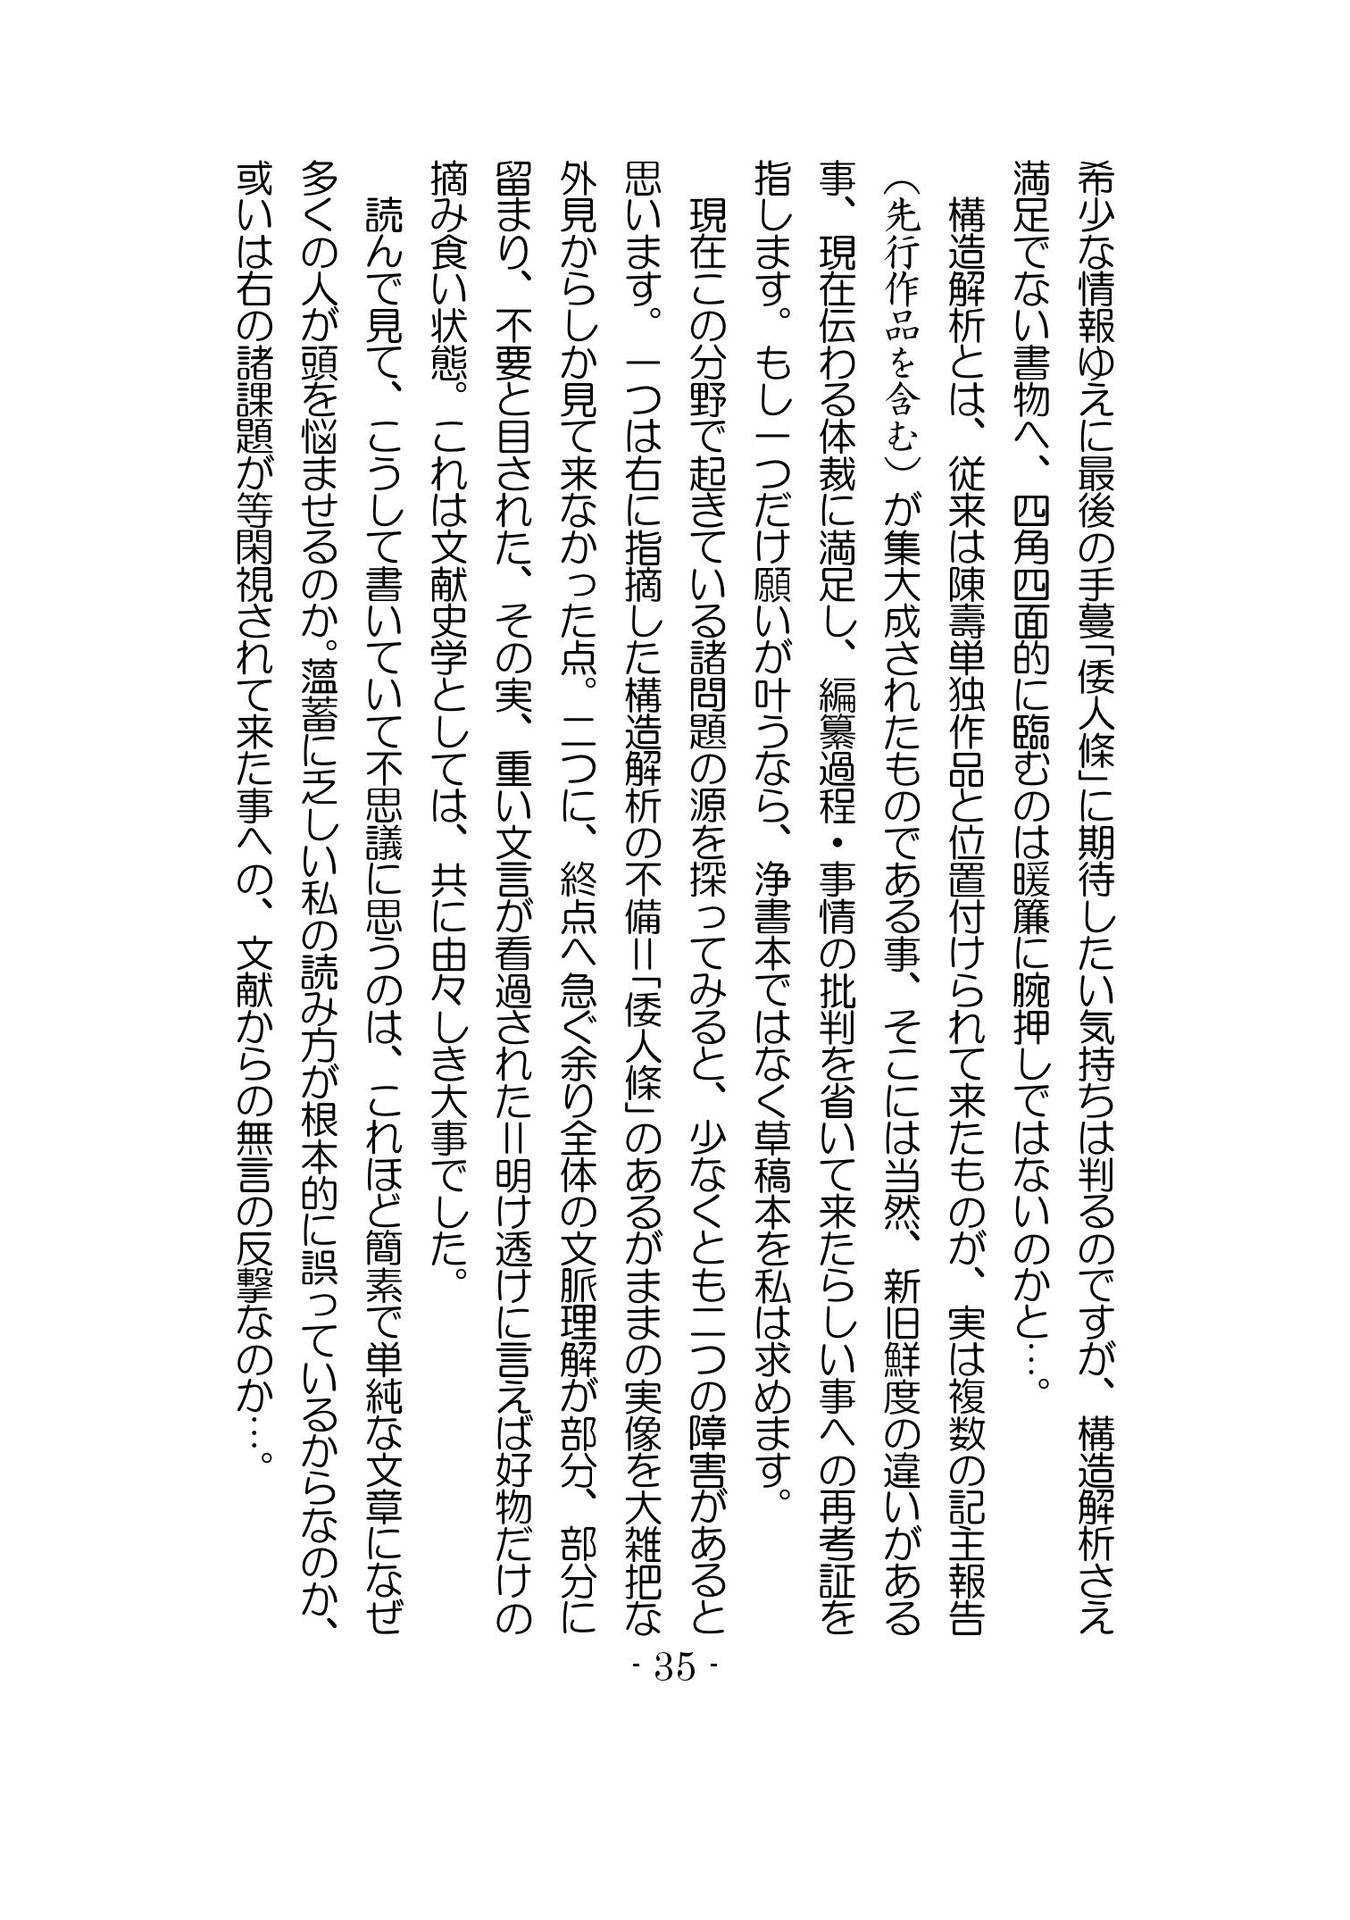 希少な情報ゆえに最後の手蔓「倭人條」に期待したい気持ちは判るのですが、構造解析さえ
満足でない書物へ、四角四面的に臨むのは暖簾に腕押しではないのかと…。
　構造解析とは、従来は陳壽単独作品と位置付けられて来たものが、実は複数の記主報告
（先行作品を含む）が集大成されたものである事、そこには当然、新旧鮮度の違いがある
事、現在伝わる体裁に満足し、編纂過程・事情の批判を省いて来たらしい事への再考証を
指します。もし一つだけ願いが叶うなら、浄書本ではなく草稿本を私は求めます。
　現在この分野で起きている諸問題の源を探ってみると、少なくとも二つの障害があると
思います。一つは右に指摘した構造解析の不備＝「倭人條」のあるがままの実像を大雑把な
外見からしか見て来なかった点。二つに、終点へ急ぐ余り全体の文脈理解が部分、部分に
留まり、不要と目された、その実、重い文言が看過された＝明け透けに言えば好物だけの
摘み食い状態。これは文献史学としては、共に由々しき大事でした。
　読んで見て、こうして書いていて不思議に思うのは、これほど簡素で単純な文章になぜ
多くの人が頭を悩ませるのか。薀蓄に乏しい私の読み方が根本的に誤っているからなのか、
或いは右の諸課題が等閑視されて来た事への、文献からの無言の反撃なのか…。
- 35 -